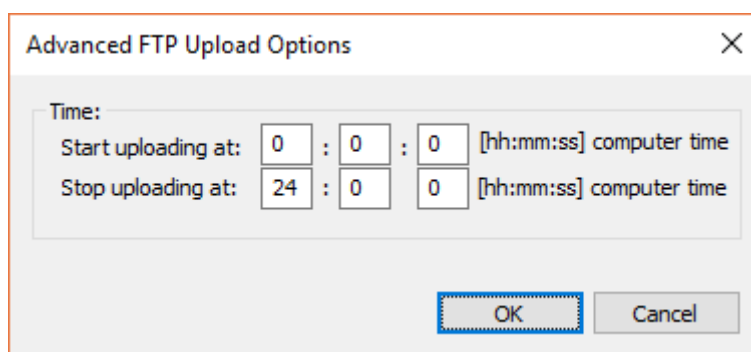 Advanced FTP Upload Options
Time:
Start uploading at: 0 : 0 : 0 [hh:mm:ss] computer time
Stop uploading at: 24 : 0 0 [hh:mm:ss] computer time
OK Cancel